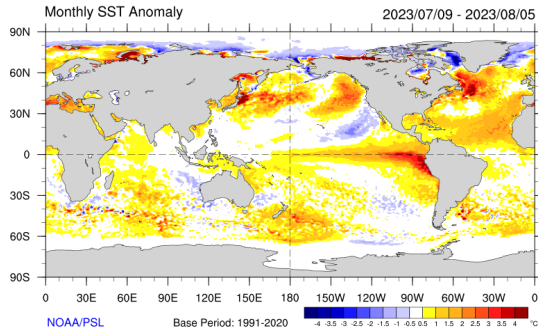 Monthly SST Anomaly 2023/07/09 - 2023/08/05
90N
60N
30N
0
30S
60S
90S
0 30E 60E 90E 120E 150E 180 150W 120W 90W 60W 30W 0
NOAA/PSL Base Period: 1991-2020
-4 -3.5 -3 -2.5 -2 -1.5 -1 -0.5 0.5 1 1.5 2 2.5 3 3.5 4 °C